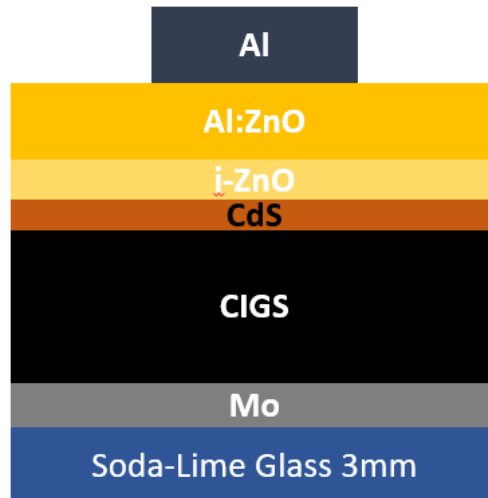 Al
Al:ZnO
i-ZnO
CdS
CIGS
Mo
Soda-Lime Glass 3mm